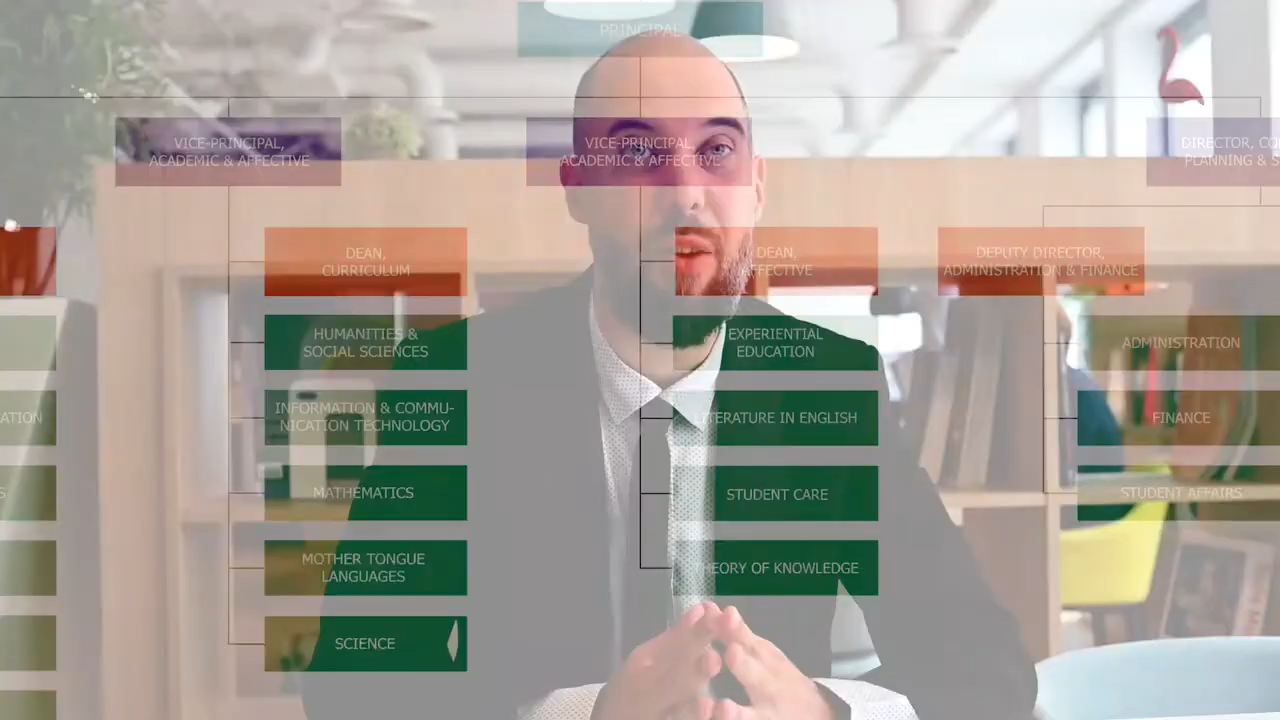 PRINCIPAL
VICE-PRINCIPAL,
ACADEMIC & AFFECTIVE
VICE-PRINCIPAL
ACADEMIC & AFFECTIVE
DIRECTOR,
PLANNING &
DEAN,
CURRICULUM
DEAN,
AFFECTIVE
DEPUTY DIRECTOR,
ADMINISTRATION & FINANCE
HUMANITIES &
SOCIAL SCIENCES
EXPERIENTIAL
EDUCATION
ADMINISTRATION
INFORMATION & COMMU-
NICATION TECHNOLOGY
LITERATURE IN ENGLISH
FINANCE
MATHEMATICS
STUDENT CARE
STUDENT AFFAIRS
MOTHER TONGUE
LANGUAGES
THEORY OF KNOWLEDGE
SCIENCE